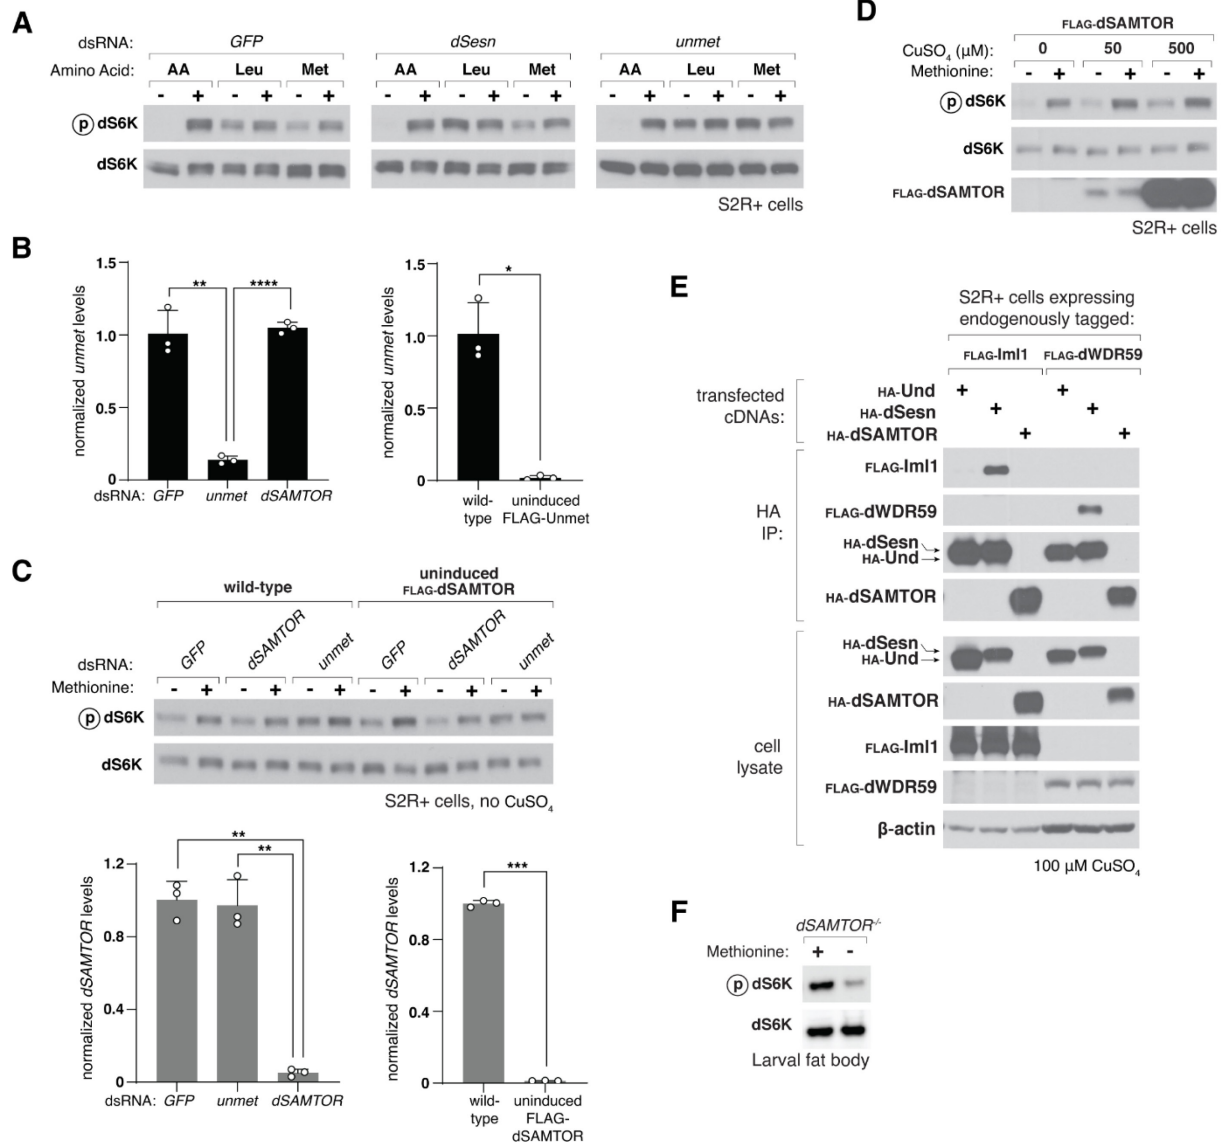 A
dsRNA: GFP dSesn unmet
Amino Acid: AA Leu Met AA Leu Met AA Leu Met
- + - + - + - + - + - + - + - + - +
p dS6K
dS6K
S2R+ cells
D
FLAG-dSAMTOR
CuSO4 (µM): 0 50 500
Methionine: - + - + - +
p dS6K
dS6K
FLAG-dSAMTOR
S2R+ cells
B
normalized unmet levels
1.5
1.0
0.5
0
** ****
dsRNA: GFP unmet dSAMTOR
normalized unmet levels
1.5
1.0
0.5
0
*
wild-type uninduced FLAG-Unmet
C
wild-type uninduced FLAG-dSAMTOR
dsRNA: GFP dSAMTOR unmet GFP dSAMTOR unmet
Methionine: - + - + - + - + - + - +
p dS6K
dS6K
S2R+ cells, no CuSO4
normalized dSAMTOR levels
1.2
0.8
0.4
0
**
**
dsRNA: GFP unmet dSAMTOR
normalized dSAMTOR levels
1.2
0.8
0.4
0
***
wild-type uninduced FLAG-dSAMTOR
E
S2R+ cells expressing
endogenously tagged:
FLAG-Iml1 FLAG-dWDR59
transfected cDNAs:
HA-Und + +
HA-dSesn + +
HA-dSAMTOR + +
HA IP:
FLAG-Iml1
FLAG-dWDR59
HA-dSesn
HA-Und
HA-dSAMTOR
cell lysate
HA-dSesn
HA-Und
HA-dSAMTOR
FLAG-Iml1
FLAG-dWDR59
β-actin
100 µM CuSO4
F
dSAMTOR-/-
Methionine: + -
p dS6K
dS6K
Larval fat body